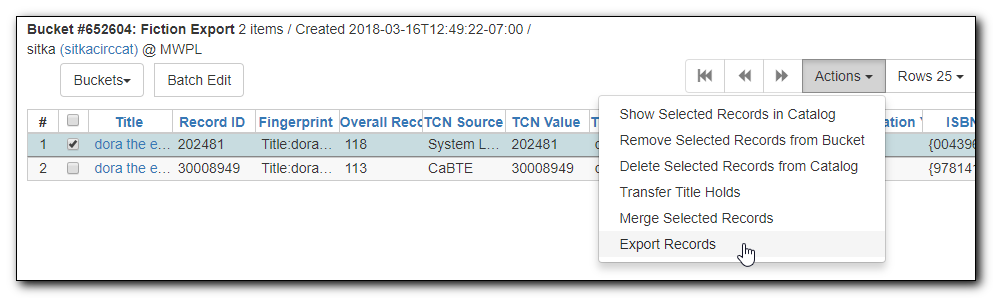 Bucket #652604: Fiction Export 2 items / Created 2018-03-16T12:49:22-07:00 /
sitka (sitkacirccat) @ MWPL
Buckets Batch Edit Actions Rows 25
# Title Record ID Fingerprint Overall Reco TCN Source TCN Value ISBN
1 dora the e... 202481 Title:dora... 118 System L... 202481 {004396
2 dora the e... 30008949 Title:dora... 113 CaBTE 30008949 {978141
Show Selected Records in Catalog
Remove Selected Records from Bucket
Delete Selected Records from Catalog
Transfer Title Holds
Merge Selected Records
Export Records